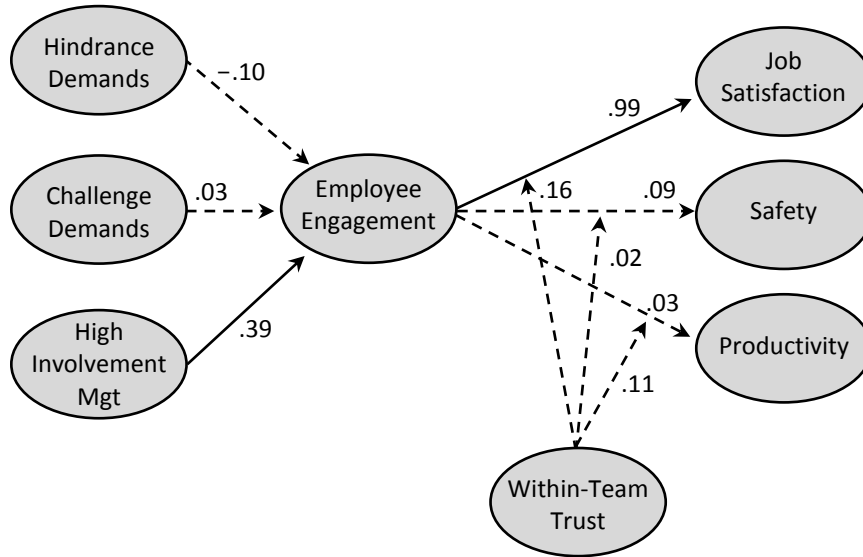 Hindrance
Demands
−.10
Job
Satisfaction
.99
Challenge
Demands
.03
Employee
Engagement
.16
.09
Safety
.02
.03
High
Involvement
Mgt
.39
Productivity
.11
Within-Team
Trust